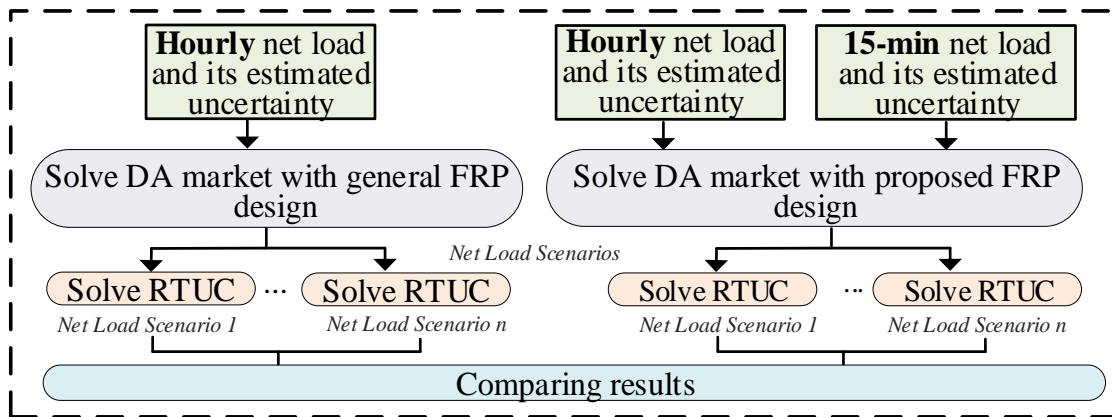 Hourly net load
and its estimated
uncertainty
Hourly net load
and its estimated
uncertainty
15-min net load
and its estimated
uncertainty
Solve DA market with general FRP
design
Solve DA market with proposed FRP
design
Net Load Scenarios
Solve RTUC
...
Solve RTUC
Solve RTUC
...
Solve RTUC
Net Load Scenario 1
Net Load Scenario n
Net Load Scenario 1
Net Load Scenario n
Comparing results